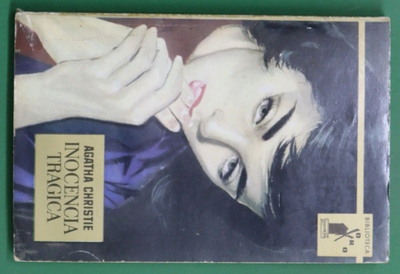 AGATHA CHRISTIE
INOCENCIA
TRAGICA
BIBLIOTECA
ORO